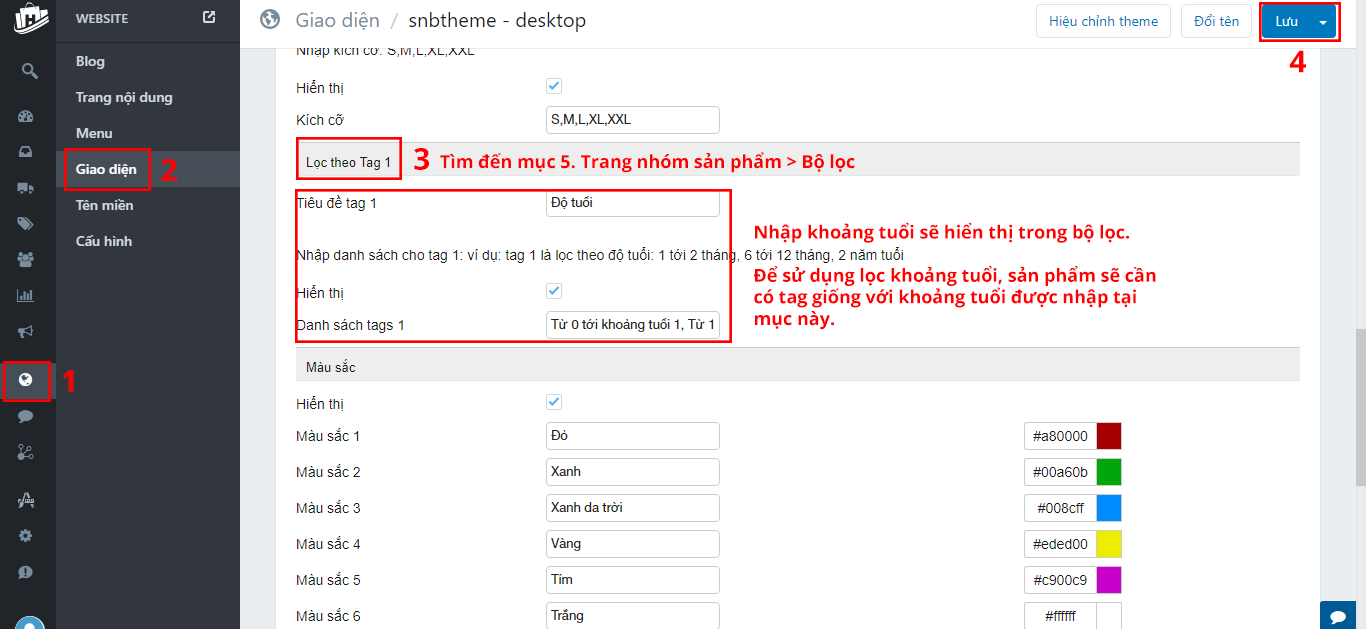 WEBSITE
Blog
Trang nội dung
Menu
Giao diện
2
Tên miền
Cấu hình
1
Giao diện / snbtheme - desktop
Hiệu chỉnh theme
Đổi tên
Lưu
4
Nhập kích cỡ: S,M,L,XL,XXL
Hiển thị
Kích cỡ
S,M,L,XL,XXL
Lọc theo Tag 1
3 Tìm đến mục 5. Trang nhóm sản phẩm > Bộ lọc
Tiêu đề tag 1
Độ tuổi
Nhập khoảng tuổi sẽ hiển thị trong bộ lọc.
Nhập danh sách cho tag 1: ví dụ: tag 1 là lọc theo độ tuổi: 1 tới 2 tháng, 6 tới 12 tháng, 2 năm tuổi
Để sử dụng lọc khoảng tuổi, sản phẩm sẽ cần
có tag giống với khoảng tuổi được nhập tại
mục này.
Hiển thị
Danh sách tags 1
Từ 0 tới khoảng tuổi 1, Từ 1
Màu sắc
Hiển thị
Màu sắc 1
Đỏ
#a80000
Màu sắc 2
Xanh
#00a60b
Màu sắc 3
Xanh da trời
#008cff
Màu sắc 4
Vàng
#eded00
Màu sắc 5
Tím
#c900c9
Màu sắc 6
Trắng
#ffffff